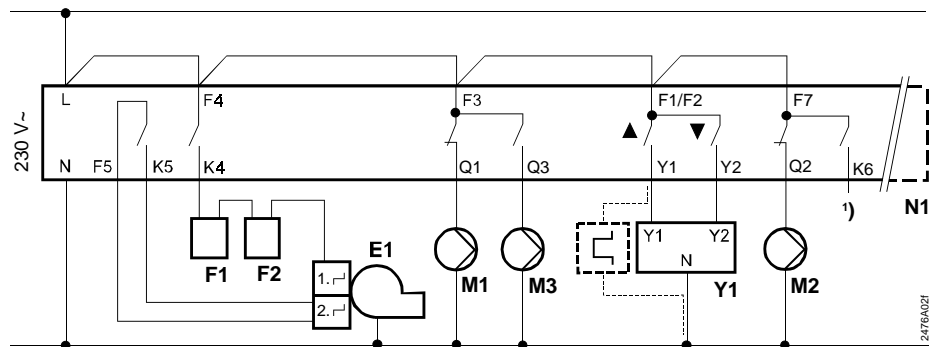 230 V~
L F4 F3 F1/F2 F7
▲ ▼
N F5 K5 K4 Q1 Q3 Y1 Y2 Q2 K6
¹) N1
F1 F2 E1
1.
2.
M1 M3
Y1 Y2
N
Y1 M2
2476A02f